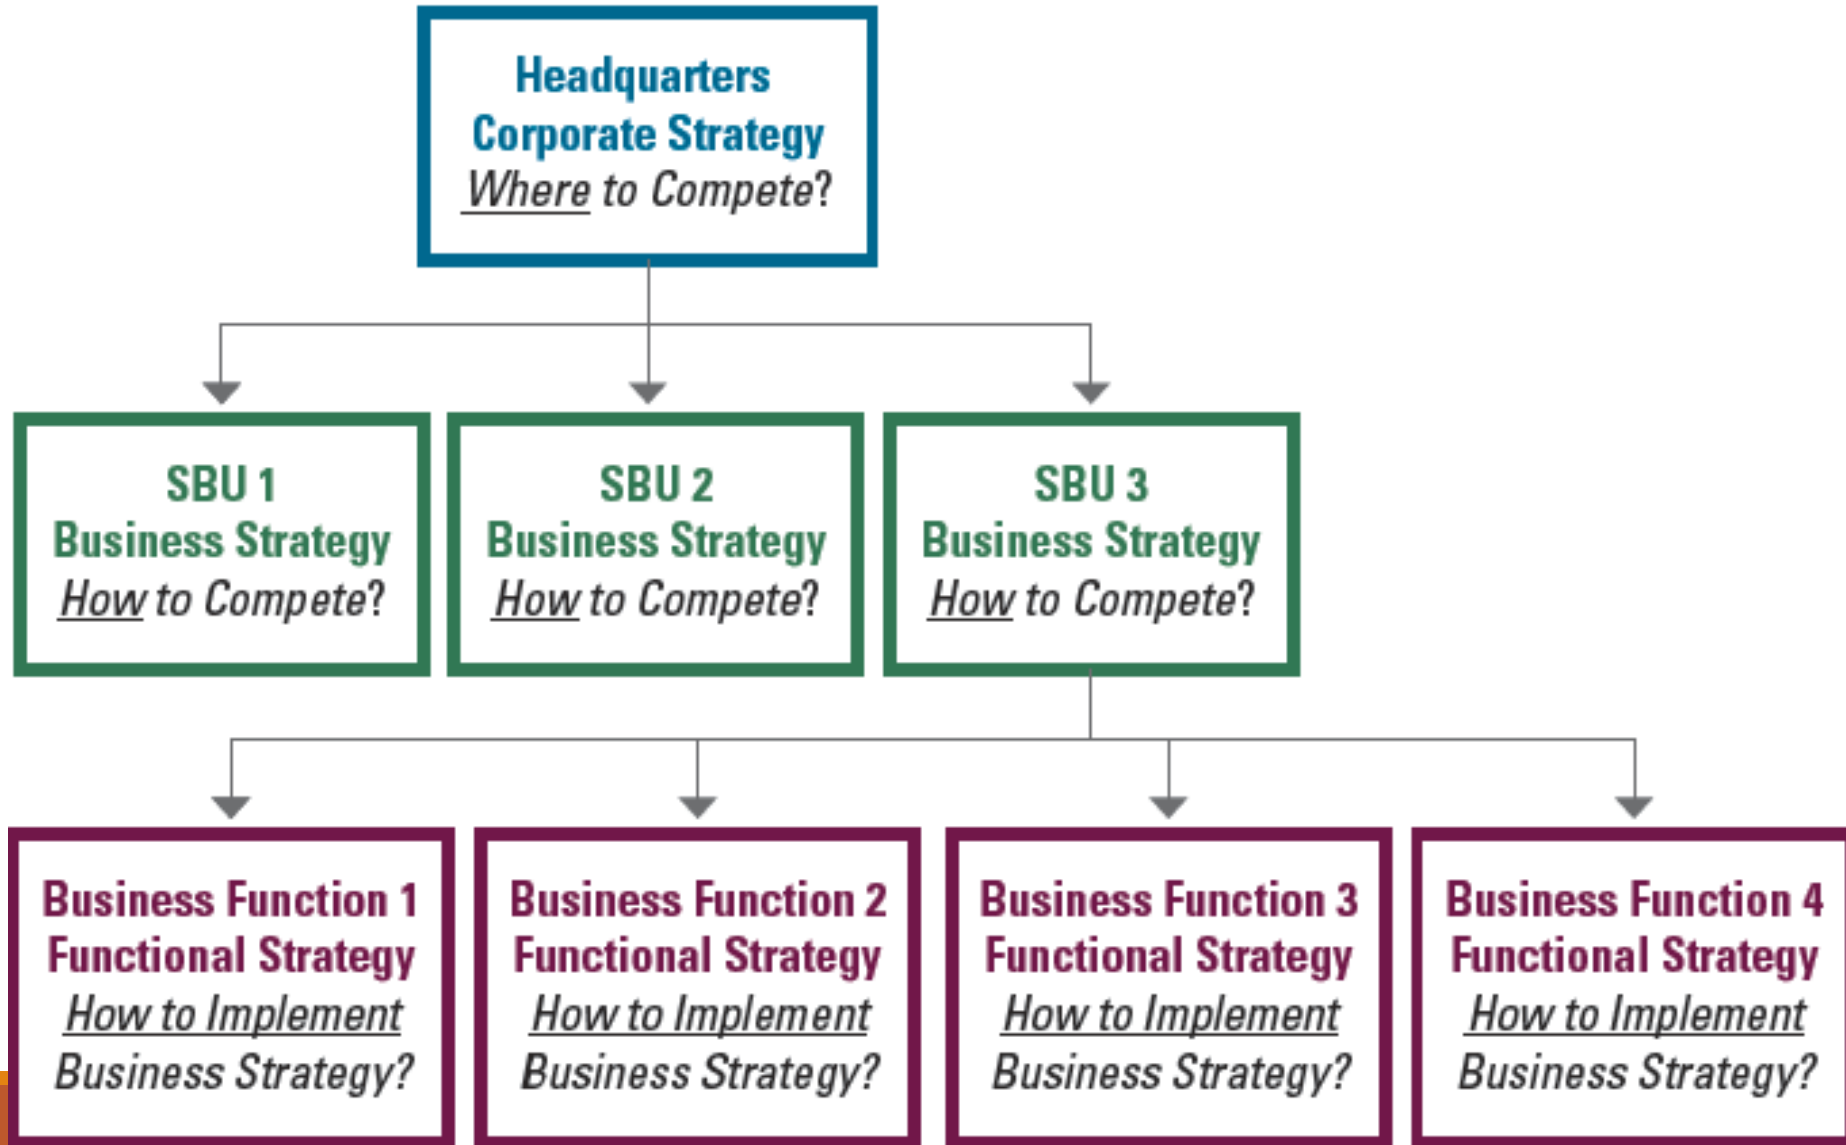 Headquarters
Corporate Strategy
Where to Compete?
SBU 1
Business Strategy
How to Compete?
SBU 2
Business Strategy
How to Compete?
SBU 3
Business Strategy
How to Compete?
Business Function 1
Functional Strategy
How to Implement
Business Strategy?
Business Function 2
Functional Strategy
How to Implement
Business Strategy?
Business Function 3
Functional Strategy
How to Implement
Business Strategy?
Business Function 4
Functional Strategy
How to Implement
Business Strategy?